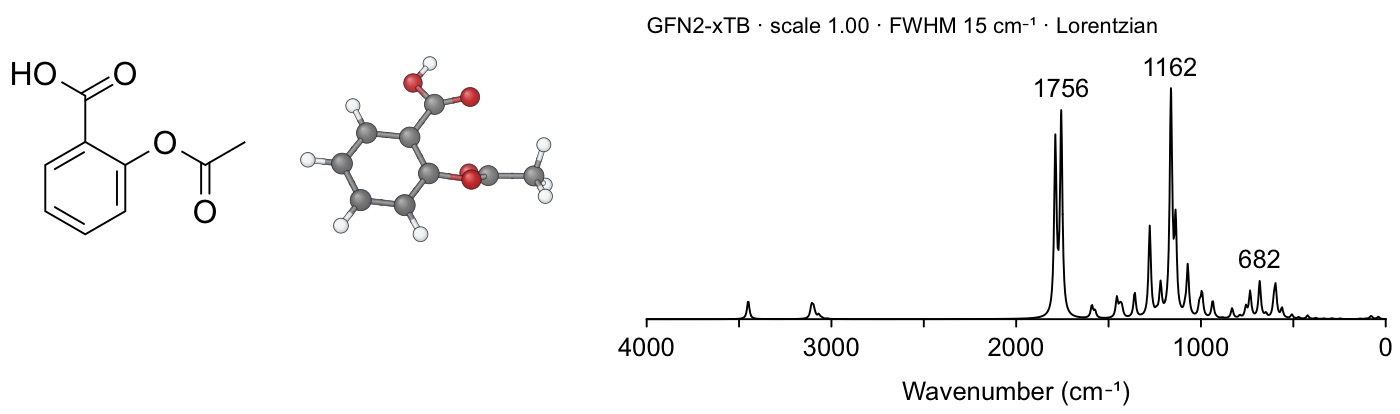 GFN2-xTB · scale 1.00 · FWHM 15 cm⁻¹ · Lorentzian
HO
O
O
O
1756
1162
682
4000
3000
2000
1000
0
Wavenumber (cm⁻¹)